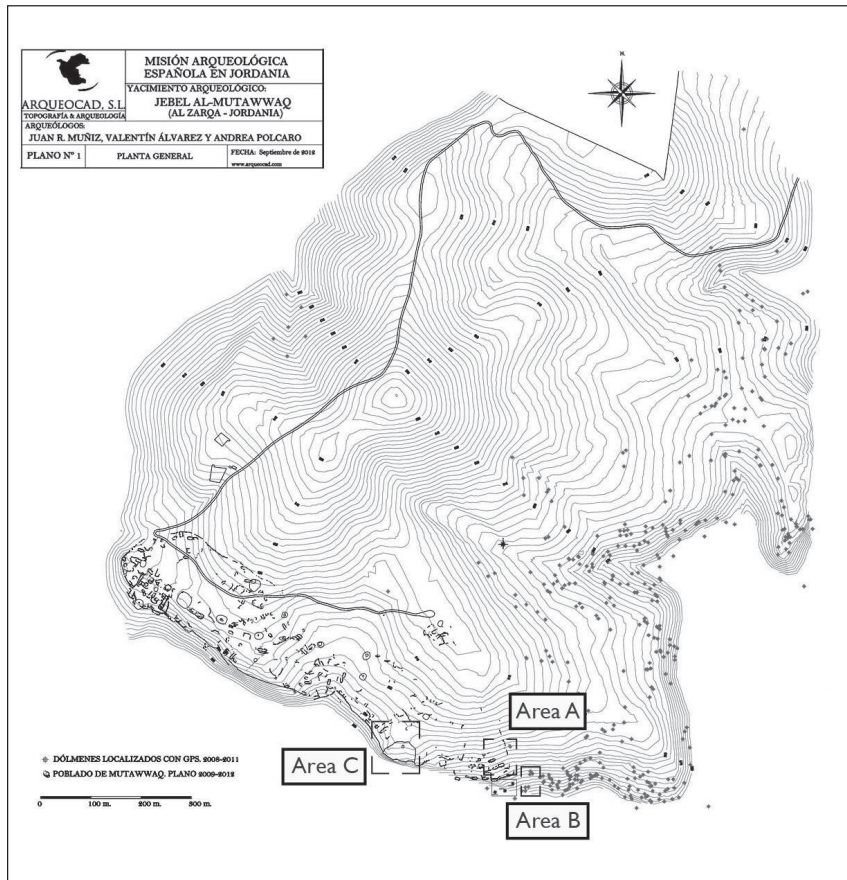 ARQUEOCAD, S.L.
TOPOGRAFÍA & ARQUEOLOGÍA
MISIÓN ARQUEOLÓGICA
ESPAÑOLA EN JORDANIA
YACIMIENTO ARQUEOLÓGICO:
JEBEL AL-MUTAWWAQ
(AL ZARQA - JORDANIA)
ARQUEÓLOGOS:
JUAN R. MUÑIZ, VALENTÍN ÁLVAREZ Y ANDREA POLCARO
PLANO Nº 1
PLANTA GENERAL
FECHA: Septiembre de 2012
www.arqueocad.com
N
Area A
Area C
Area B
DÓLMENES LOCALIZADOS CON GPS. 2008-2011
POBLADO DE MUTAWWAQ. PLANO 2009-2012
0 100 m. 200 m. 300 m.